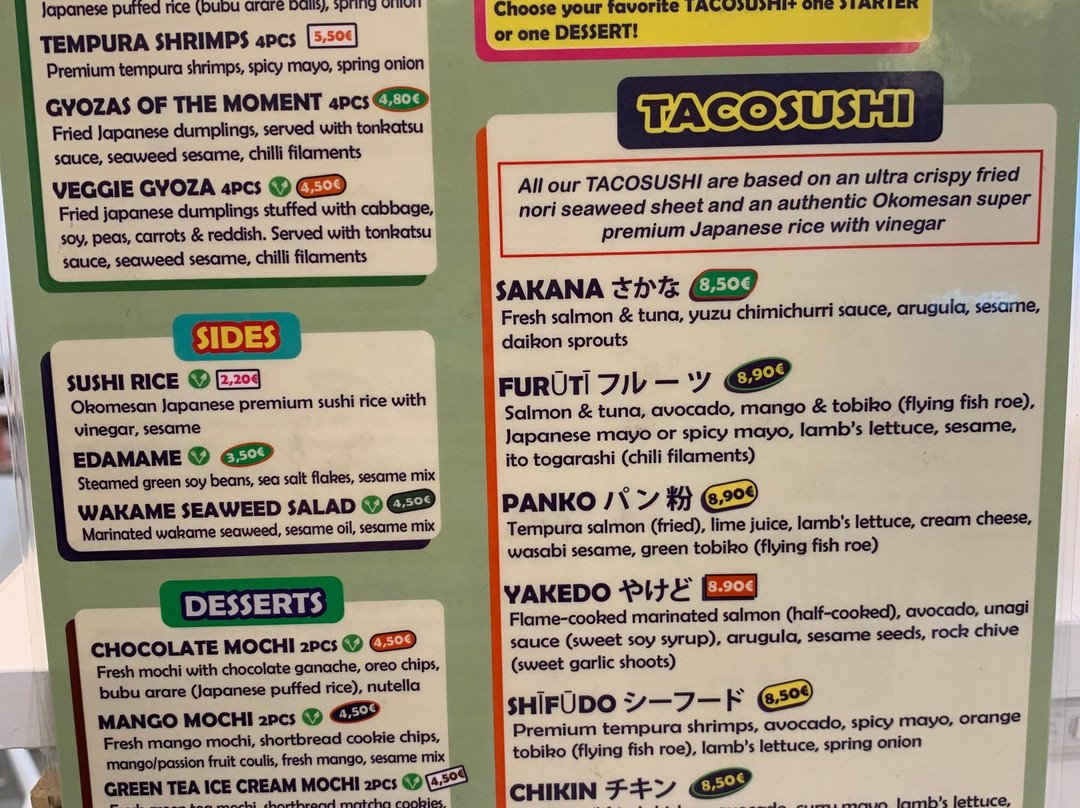 Japanese puffed rice (bubu arare balls), spring onion
TEMPURA SHRIMPS 4PCS 5,50€
Premium tempura shrimps, spicy mayo, spring onion
GYOZAS OF THE MOMENT 4PCS 4,80€
Fried Japanese dumplings, served with tonkatsu
sauce, seaweed sesame, chilli filaments
VEGGIE GYOZA 4PCS 4,50€
Fried japanese dumplings stuffed with cabbage,
soy, peas, carrots & reddish. Served with tonkatsu
sauce, seaweed sesame, chilli filaments
SIDES
SUSHI RICE 2,20€
Okomesan Japanese premium sushi rice with
vinegar, sesame
EDAMAME 3,50€
Steamed green soy beans, sea salt flakes, sesame mix
WAKAME SEAWEED SALAD 4,50€
Marinated wakame seaweed, sesame oil, sesame mix
DESSERTS
CHOCOLATE MOCHI 2PCS 4,50€
Fresh mochi with chocolate ganache, oreo chips,
bubu arare (Japanese puffed rice), nutella
MANGO MOCHI 2PCS 4,50€
Fresh mango mochi, shortbread cookie chips,
mango/passion fruit coulis, fresh mango, sesame mix
GREEN TEA ICE CREAM MOCHI 2PCS 4,50€
Fresh green tea mochi, shortbread matcha cookies,
Choose your favorite TACOSUSHI+ one STARTER
or one DESSERT!
TACOSUSHI
All our TACOSUSHI are based on an ultra crispy fried
nori seaweed sheet and an authentic Okomesan super
premium Japanese rice with vinegar
SAKANA さかな 8,50€
Fresh salmon & tuna, yuzu chimichurri sauce, arugula, sesame,
daikon sprouts
FURŪTĪ フルーツ 8,90€
Salmon & tuna, avocado, mango & tobiko (flying fish roe),
Japanese mayo or spicy mayo, lamb's lettuce, sesame,
ito togarashi (chili filaments)
PANKO パン粉 8,90€
Tempura salmon (fried), lime juice, lamb's lettuce, cream cheese,
wasabi sesame, green tobiko (flying fish roe)
YAKEDO やけど 8.90€
Flame-cooked marinated salmon (half-cooked), avocado, unagi
sauce (sweet soy syrup), arugula, sesame seeds, rock chive
(sweet garlic shoots)
SHĪFŪDO シーフード 8,50€
Premium tempura shrimps, avocado, spicy mayo, orange
tobiko (flying fish roe), lamb's lettuce, spring onion
CHIKIN チキン 8,50€
avocado, curry mayo, lamb's lettuce,